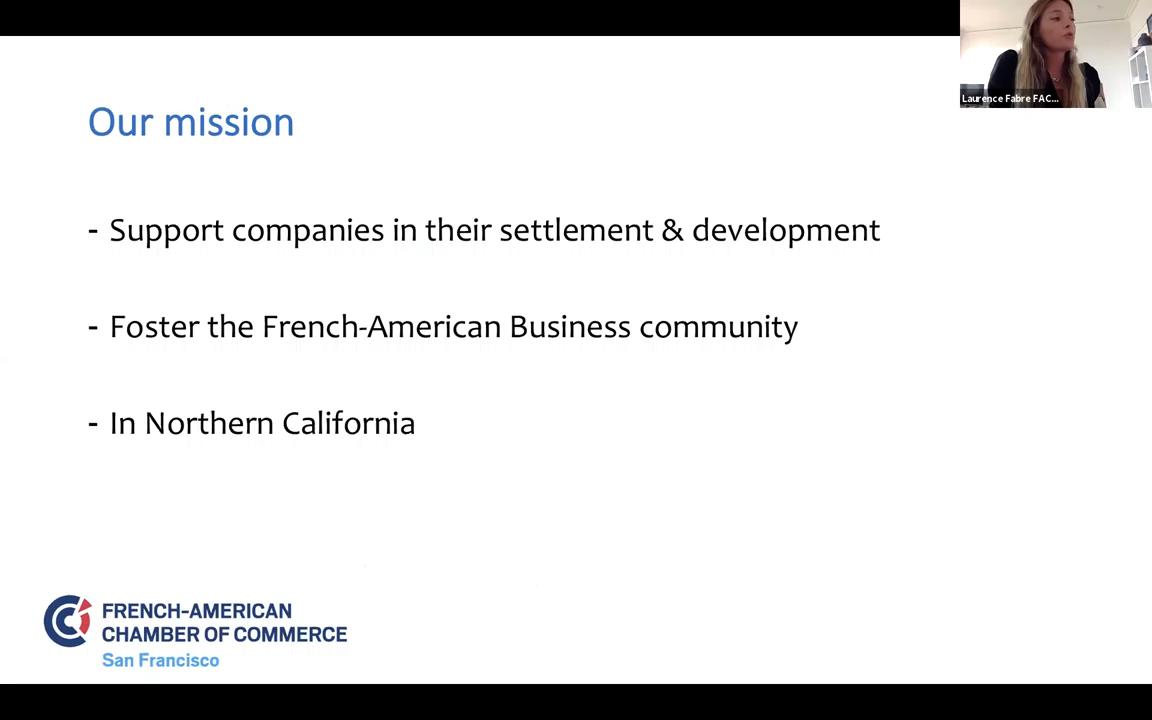 Laurence Fabre FAC...
Our mission
- Support companies in their settlement & development
- Foster the French-American Business community
- In Northern California
FRENCH-AMERICAN
CHAMBER OF COMMERCE
San Francisco